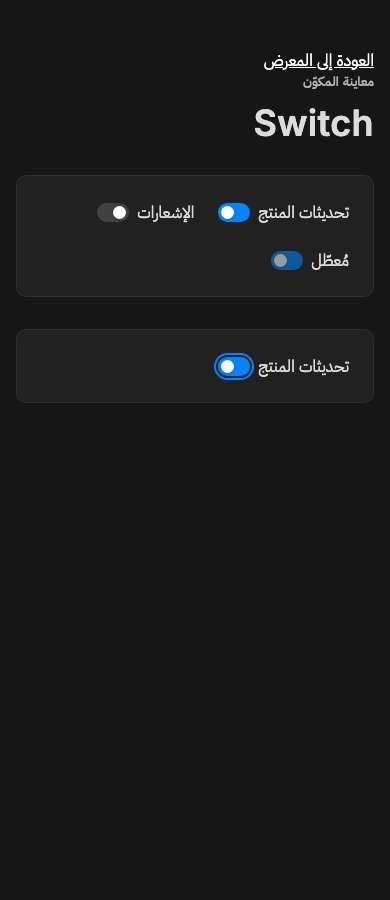 العودة إلى المعرض
معاينة المكوّن
Switch
تحديثات المنتج
الإشعارات
مُعطّل
تحديثات المنتج